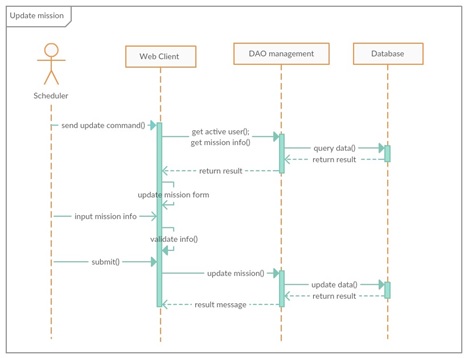 Update mission
Web Client
DAO management
Database
Scheduler
send update command()
get active user();
get mission info()
query data()
return result
return result
update mission form
input mission info
validate info()
submit()
update mission()
update data()
return result
result message